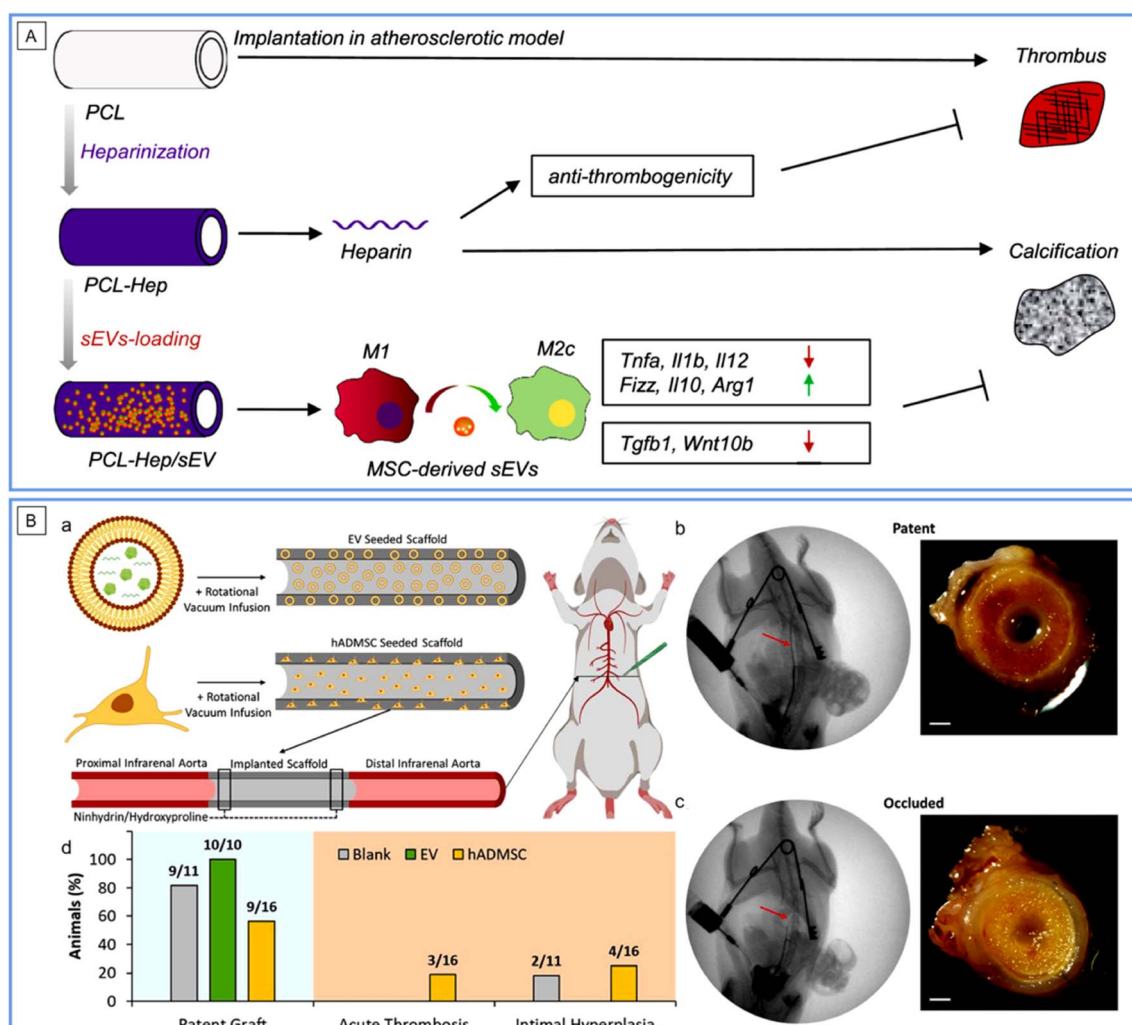 A
Implantation in atherosclerotic model
Thrombus
PCL
Heparinization
anti-thrombogenicity
Heparin
Calcification
PCL-Hep
sEVs-loading
M1
M2c
Tnfa, Il1b, Il12
Fizz, Il10, Arg1
Tgfb1, Wnt10b
PCL-Hep/sEV
MSC-derived sEVs
B
a
EV Seeded Scaffold
+ Rotational
Vacuum Infusion
hADMSC Seeded Scaffold
+ Rotational
Vacuum Infusion
Proximal Infrarenal Aorta
Implanted Scaffold
Distal Infrarenal Aorta
Ninhydrin/Hydroxyproline
b
Patent
c
Occluded
d
Blank
EV
hADMSC
Animals (%)
100
80
60
40
20
0
9/11
10/10
9/16
3/16
2/11
4/16
Patent Graft
Acute Thrombosis
Intimal Hyperplasia